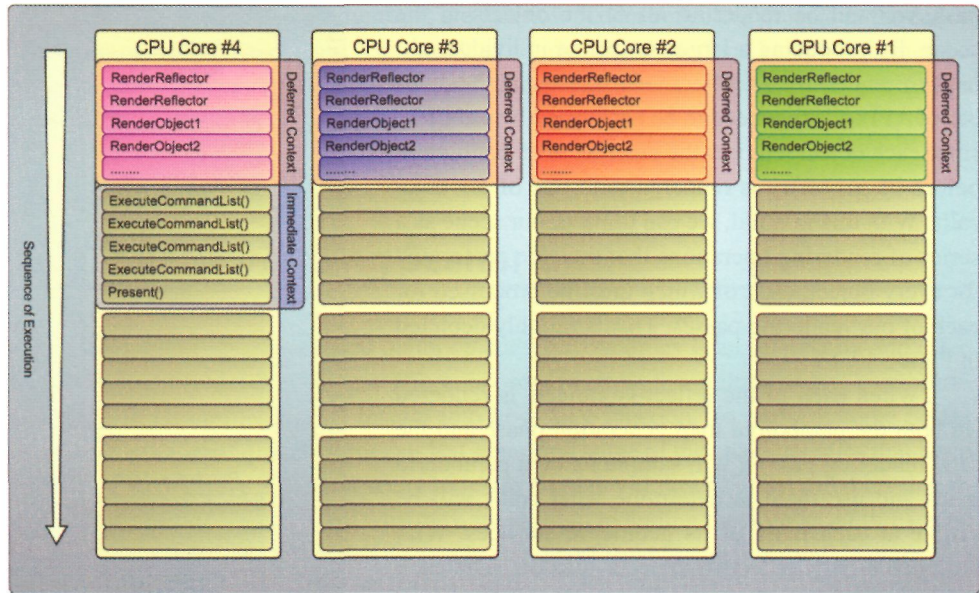 Sequence of Execution
CPU Core #4
RenderReflector
RenderReflector
RenderObject1
RenderObject2
........
Deferred Context
ExecuteCommandList()
ExecuteCommandList()
ExecuteCommandList()
ExecuteCommandList()
Present()
Immediate Context
CPU Core #3
RenderReflector
RenderReflector
RenderObject1
RenderObject2
........
Deferred Context
CPU Core #2
RenderReflector
RenderReflector
RenderObject1
RenderObject2
........
Deferred Context
CPU Core #1
RenderReflector
RenderReflector
RenderObject1
RenderObject2
........
Deferred Context